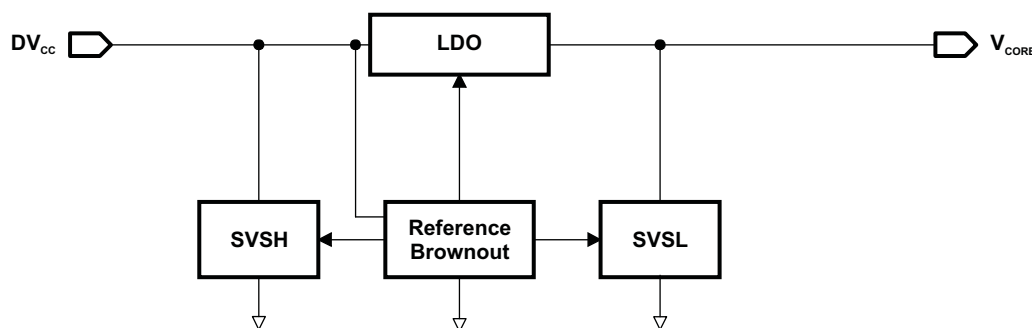 DVCC
LDO
VCORE
SVSH
Reference
Brownout
SVSL